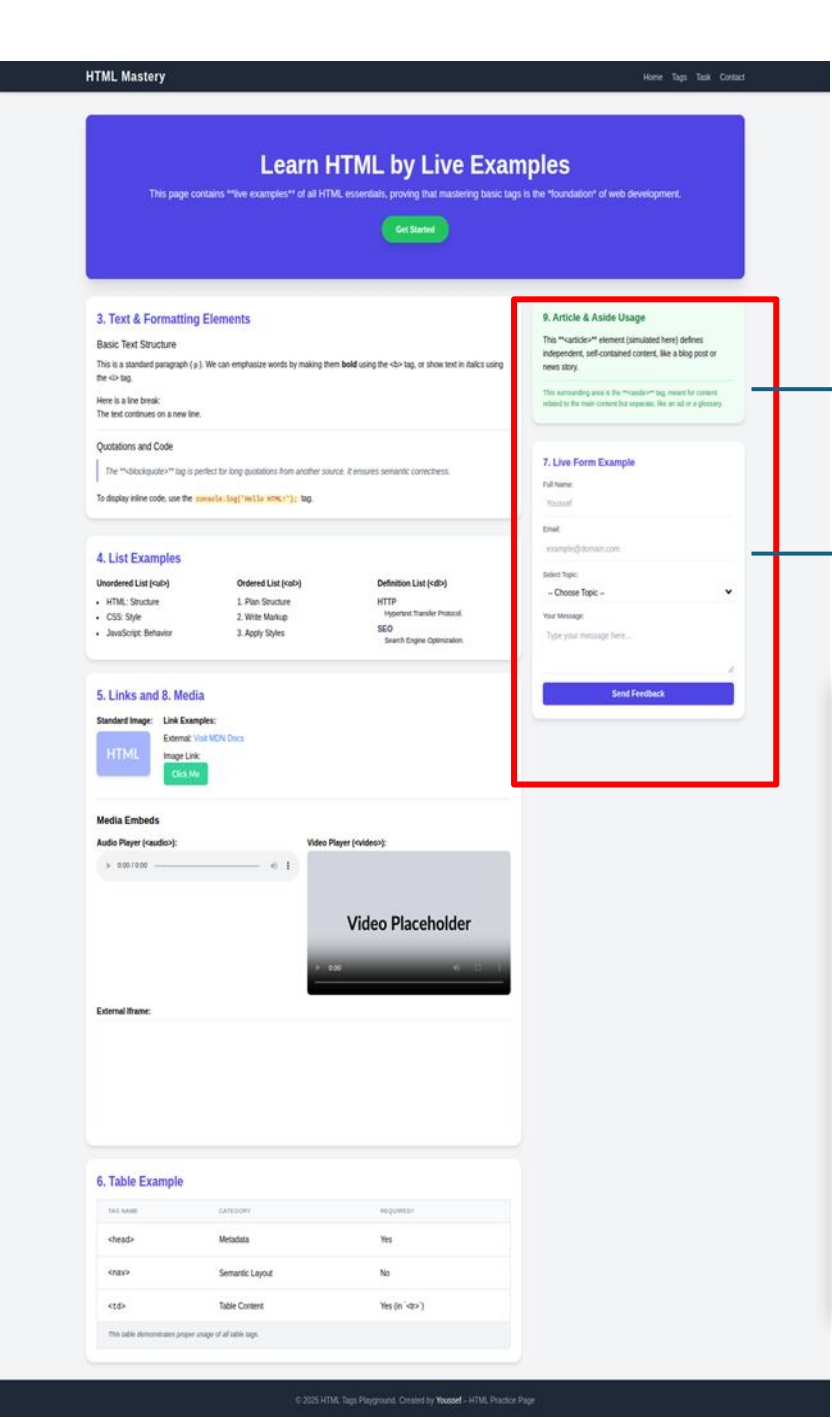 HTML Mastery
Home Tags Task Contact
Learn HTML by Live Examples
This page contains **live examples** of all HTML essentials, proving that mastering basic tags is the *foundation* of web development.
Get Started
3. Text & Formatting Elements
Basic Text Structure
This is a standard paragraph ( p ). We can emphasize words by making them bold using the <b> tag, or show text in italics using
the <i> tag.
Here is a line break:
The text continues on a new line.
Quotations and Code
The **<blockquote>** tag is perfect for long quotations from another source. It ensures semantic correctness.
To display inline code, use the console.log("Hello HTML!"); tag.
4. List Examples
Unordered List (<ul>)
• HTML: Structure
• CSS: Style
• JavaScript: Behavior
Ordered List (<ol>)
1. Plan Structure
2. Write Markup
3. Apply Styles
Definition List (<dl>)
HTTP
Hypertext Transfer Protocol.
SEO
Search Engine Optimization.
5. Links and 8. Media
Standard Image:
HTML
Link Examples:
External: Visit MDN Docs
Image Link:
Click Me
Media Embeds
Audio Player (<audio>):
0:00 / 0:00
Video Player (<video>):
Video Placeholder
0:00
External Iframe:
6. Table Example
TAG NAME CATEGORY REQUIRED?
<head> Metadata Yes
<nav> Semantic Layout No
<td> Table Content Yes (in `<tr>`)
This table demonstrates proper usage of all table tags.
9. Article & Aside Usage
This **<article>** element (simulated here) defines
independent, self-contained content, like a blog post or
news story.
This surrounding area is the **<aside>** tag, meant for content
related to the main content but separate, like an ad or a glossary.
7. Live Form Example
Full Name:
Youssef
Email:
example@domain.com
Select Topic:
-- Choose Topic --
Your Message:
Type your message here...
Send Feedback
© 2025 HTML Tags Playground. Created by Youssef – HTML Practice Page